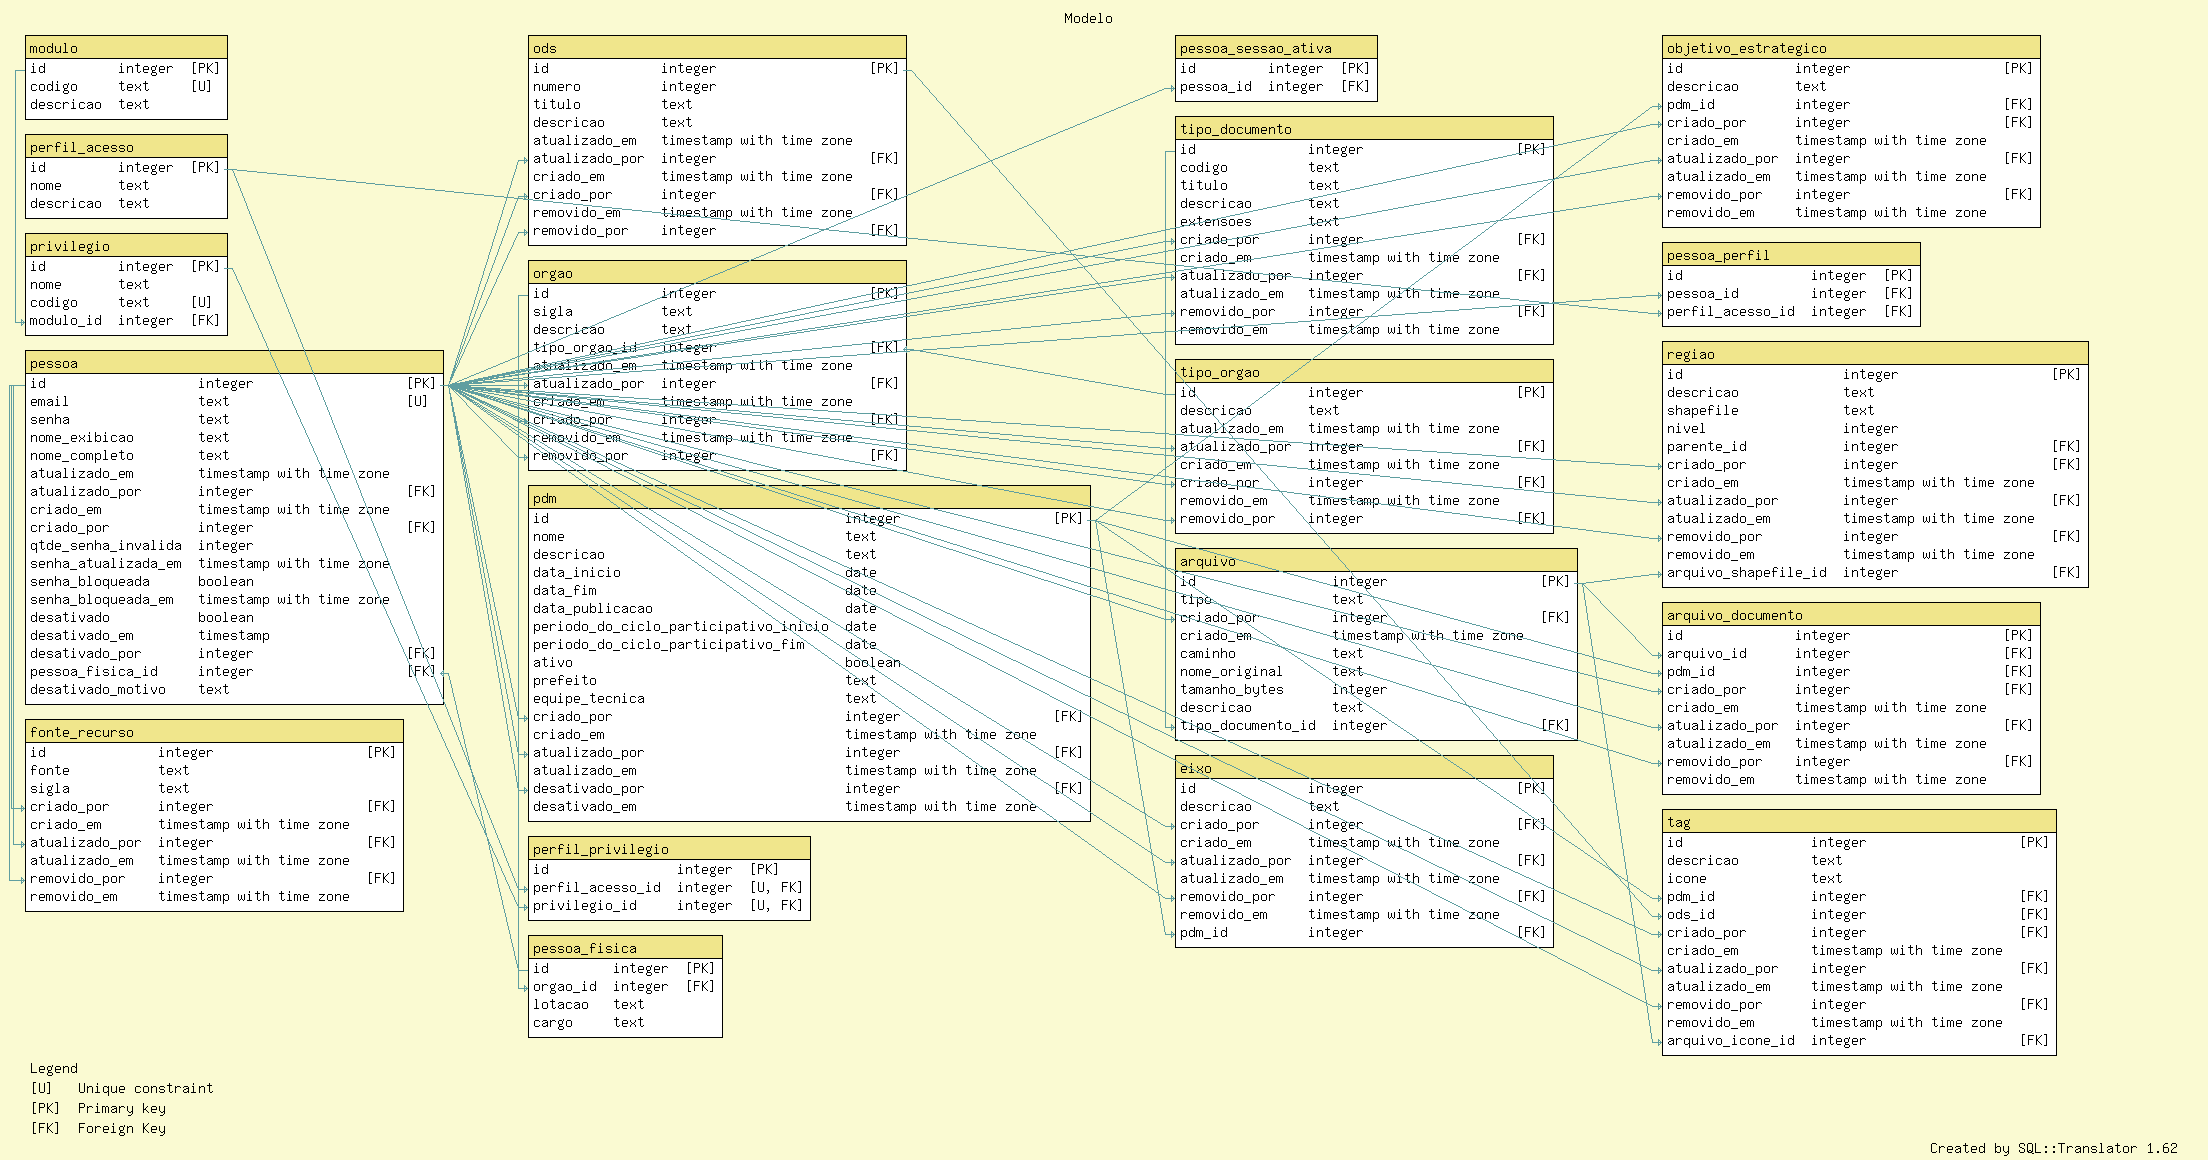 Modelo
modulo
id integer [PK]
codigo text [U]
descricao text
perfil_acesso
id integer [PK]
nome text
descricao text
privilegio
id integer [PK]
nome text
codigo text [U]
modulo_id integer [FK]
pessoa
id integer [PK]
email text [U]
senha text
nome_exibicao text
nome_completo text
atualizado_em timestamp with time zone
atualizado_por integer [FK]
criado_em timestamp with time zone
criado_por integer [FK]
qtde_senha_invalida integer
senha_atualizada_em timestamp with time zone
senha_bloqueada boolean
senha_bloqueada_em timestamp with time zone
desativado boolean
desativado_em timestamp
desativado_por integer [FK]
pessoa_fisica_id integer [FK]
desativado_motivo text
fonte_recurso
id integer [PK]
fonte text
sigla text
criado_por integer [FK]
criado_em timestamp with time zone
atualizado_por integer [FK]
atualizado_em timestamp with time zone
removido_por integer [FK]
removido_em timestamp with time zone
ods
id integer [PK]
numero integer
titulo text
descricao text
atualizado_em timestamp with time zone
atualizado_por integer [FK]
criado_em timestamp with time zone
criado_por integer [FK]
removido_em timestamp with time zone
removido_por integer [FK]
orgao
id integer [PK]
sigla text
descricao text
tipo_orgao_id integer [FK]
atualizado_em timestamp with time zone
atualizado_por integer [FK]
criado_em timestamp with time zone
criado_por integer [FK]
removido_em timestamp with time zone
removido_por integer [FK]
pdm
id integer [PK]
nome text
descricao text
data_inicio date
data_fim date
data_publicacao date
periodo_do_ciclo_participativo_inicio date
periodo_do_ciclo_participativo_fim date
ativo boolean
prefeito text
equipe_tecnica text
criado_por integer [FK]
criado_em timestamp with time zone
atualizado_por integer [FK]
atualizado_em timestamp with time zone
desativado_por integer [FK]
desativado_em timestamp with time zone
perfil_privilegio
id integer [PK]
perfil_acesso_id integer [U, FK]
privilegio_id integer [U, FK]
pessoa_fisica
id integer [PK]
orgao_id integer [FK]
lotacao text
cargo text
pessoa_sessao_ativa
id integer [PK]
pessoa_id integer [FK]
tipo_documento
id integer [PK]
codigo text
titulo text
descricao text
extensoes text
criado_por integer [FK]
criado_em timestamp with time zone
atualizado_por integer [FK]
atualizado_em timestamp with time zone
removido_por integer [FK]
removido_em timestamp with time zone
tipo_orgao
id integer [PK]
descricao text
atualizado_em timestamp with time zone
atualizado_por integer [FK]
criado_em timestamp with time zone
criado_por integer [FK]
removido_em timestamp with time zone
removido_por integer [FK]
arquivo
id integer [PK]
tipo text
criado_por integer [FK]
criado_em timestamp with time zone
caminho text
nome_original text
tamanho_bytes integer
descricao text
tipo_documento_id integer [FK]
eixo
id integer [PK]
descricao text
criado_por integer [FK]
criado_em timestamp with time zone
atualizado_por integer [FK]
atualizado_em timestamp with time zone
removido_por integer [FK]
removido_em timestamp with time zone
pdm_id integer [FK]
objetivo_estrategico
id integer [PK]
descricao text
pdm_id integer [FK]
criado_por integer [FK]
criado_em timestamp with time zone
atualizado_por integer [FK]
atualizado_em timestamp with time zone
removido_por integer [FK]
removido_em timestamp with time zone
pessoa_perfil
id integer [PK]
pessoa_id integer [FK]
perfil_acesso_id integer [FK]
regiao
id integer [PK]
descricao text
shapefile text
nivel integer
parente_id integer [FK]
criado_por integer [FK]
criado_em timestamp with time zone
atualizado_por integer [FK]
atualizado_em timestamp with time zone
removido_por integer [FK]
removido_em timestamp with time zone
arquivo_shapefile_id integer [FK]
arquivo_documento
id integer [PK]
arquivo_id integer [FK]
pdm_id integer [FK]
criado_por integer [FK]
criado_em timestamp with time zone
atualizado_por integer [FK]
atualizado_em timestamp with time zone
removido_por integer [FK]
removido_em timestamp with time zone
tag
id integer [PK]
descricao text
icone text
pdm_id integer [FK]
ods_id integer [FK]
criado_por integer [FK]
criado_em timestamp with time zone
atualizado_por integer [FK]
atualizado_em timestamp with time zone
removido_por integer [FK]
removido_em timestamp with time zone
arquivo_icone_id integer [FK]
Legend
[U] Unique constraint
[PK] Primary key
[FK] Foreign Key
Created by SQL::Translator 1.62